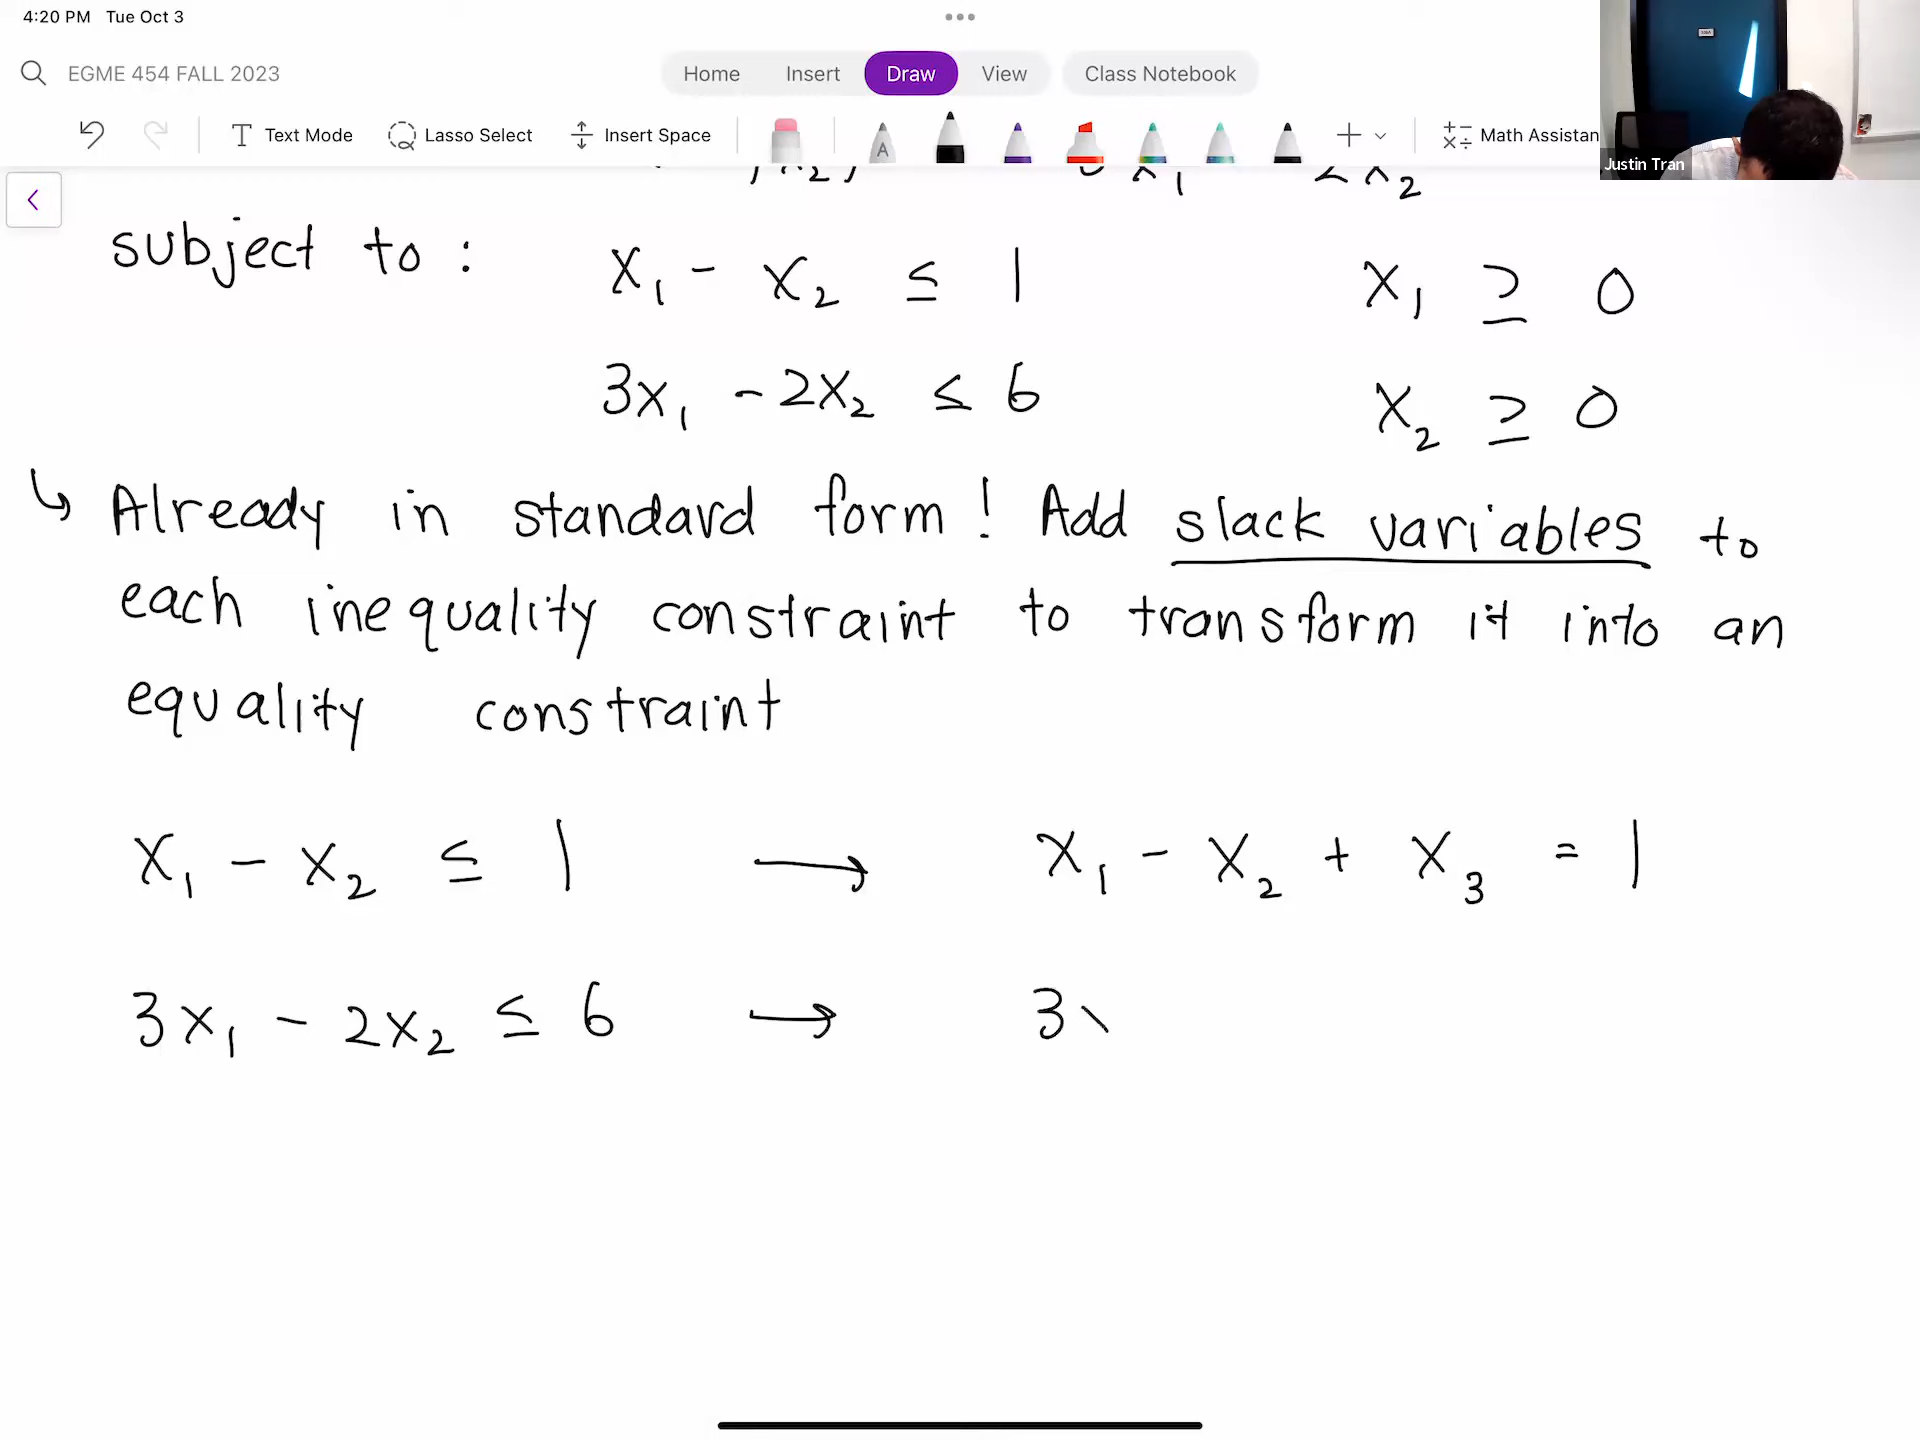 4:20 PM Tue Oct 3
EGME 454 FALL 2023
Home Insert Draw View Class Notebook
Text Mode Lasso Select Insert Space A Math Assistan
Justin Tran
x₁ 2x₂
subject to : x₁ - x₂ ≤ 1 x₁ ≥ 0
3x₁ - 2x₂ ≤ 6 x₂ ≥ 0
↳ Already in standard form! Add slack variables to
each inequality constraint to transform it into an
equality constraint
x₁ - x₂ ≤ 1 → x₁ - x₂ + x₃ = 1
3x₁ - 2x₂ ≤ 6 → 3